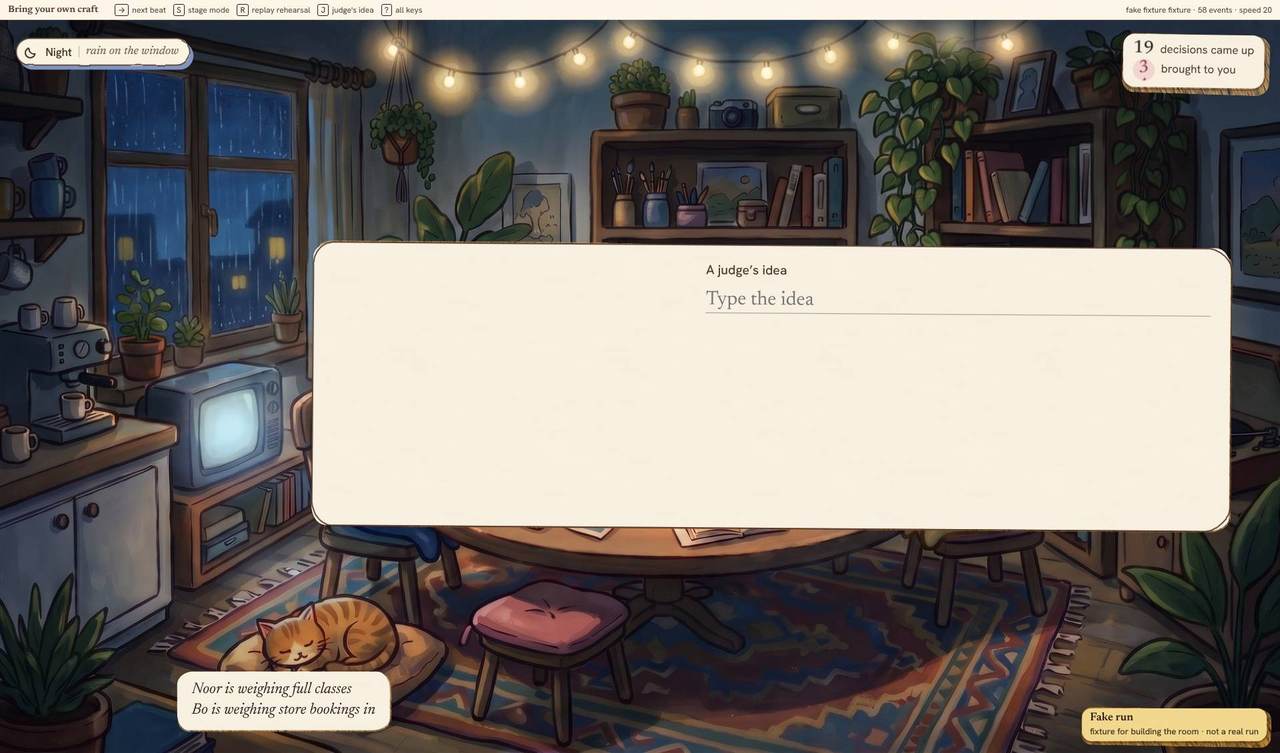 Bring your own craft → next beat S stage mode R replay rehearsal J judge's idea ? all keys fake fixture fixture · 58 events · speed 20
Night rain on the window
19 decisions came up
3 brought to you
A judge’s idea
Type the idea
Noor is weighing full classes
Bo is weighing store bookings in
Fake run
fixture for building the room · not a real run